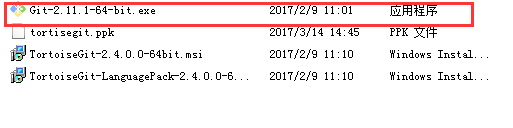 Git-2.11.1-64-bit.exe 2017/2/9 11:01 应用程序
tortisegit.ppk 2017/3/14 14:45 PPK 文件
TortoiseGit-2.4.0.0-64bit.msi 2017/2/9 11:10 Windows Instal...
TortoiseGit-LanguagePack-2.4.0.0-6... 2017/2/9 11:10 Windows Instal...